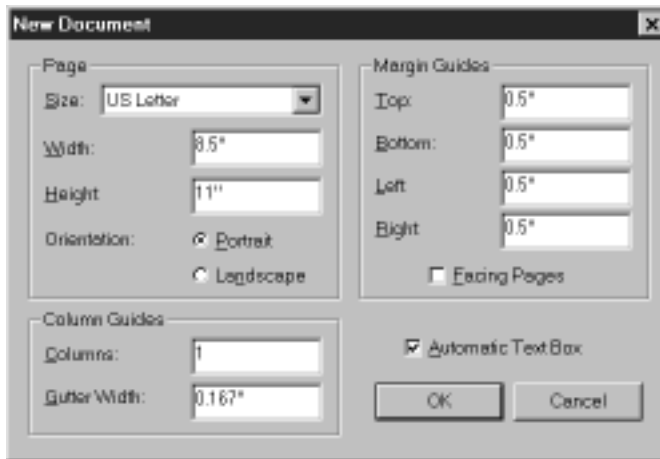 New Document
Page
Size: US Letter
Width: 8.5"
Height 11"
Orientation: Portrait
Landscape
Column Guides
Columns: 1
Gutter Width: 0.167"
Margin Guides
Top: 0.5"
Bottom: 0.5"
Left 0.5"
Right 0.5"
Facing Pages
Automatic Text Box
OK Cancel